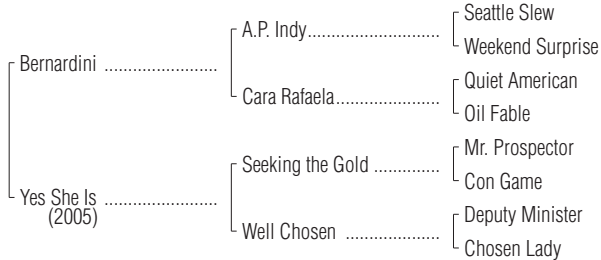 Seattle Slew
A.P. Indy..............................
Weekend Surprise
Bernardini ..........................
Quiet American
Cara Rafaela........................
Oil Fable
Mr. Prospector
Seeking the Gold ...............
Con Game
Yes She Is ..........................
(2005)
Deputy Minister
Well Chosen ......................
Chosen Lady